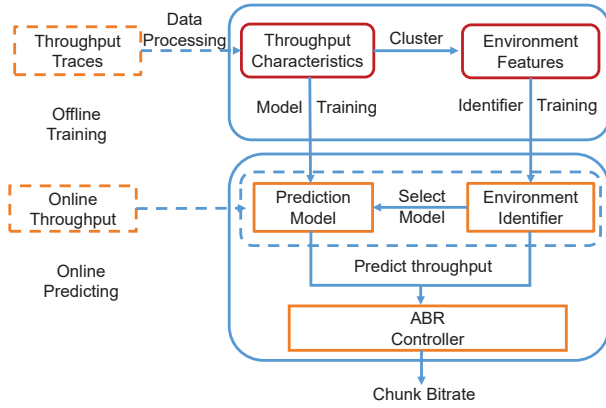 Data
Processing
Throughput
Traces
Throughput
Characteristics
Cluster
Environment
Features
Offline
Training
Model Training
Identifier Training
Online
Throughput
Prediction
Model
Select
Model
Environment
Identifier
Online
Predicting
Predict throughput
ABR
Controller
Chunk Bitrate